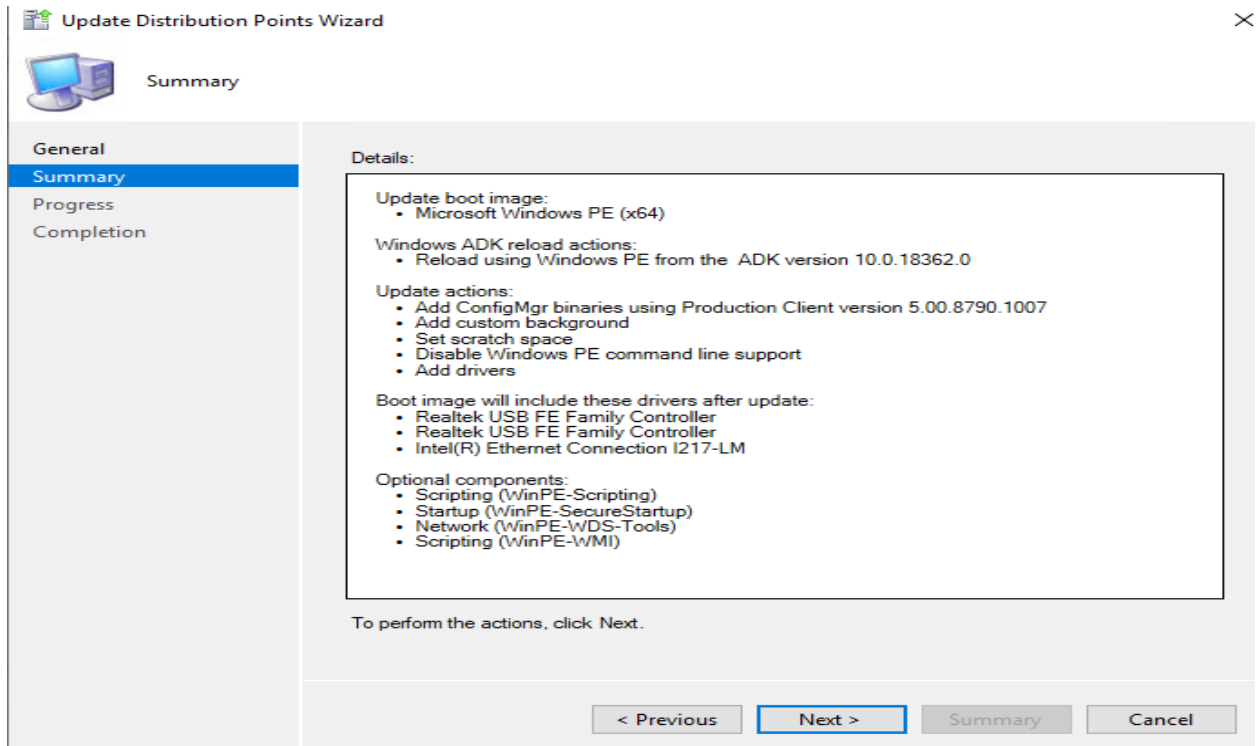 Update Distribution Points Wizard
Summary
General
Summary
Progress
Completion
Details:
Update boot image:
• Microsoft Windows PE (x64)
Windows ADK reload actions:
• Reload using Windows PE from the  ADK version 10.0.18362.0
Update actions:
• Add ConfigMgr binaries using Production Client version 5.00.8790.1007
• Add custom background
• Set scratch space
• Disable Windows PE command line support
• Add drivers
Boot image will include these drivers after update:
• Realtek USB FE Family Controller
• Realtek USB FE Family Controller
• Intel(R) Ethernet Connection I217-LM
Optional components:
• Scripting (WinPE-Scripting)
• Startup (WinPE-SecureStartup)
• Network (WinPE-WDS-Tools)
• Scripting (WinPE-WMI)
To perform the actions, click Next.
< Previous Next > Summary Cancel